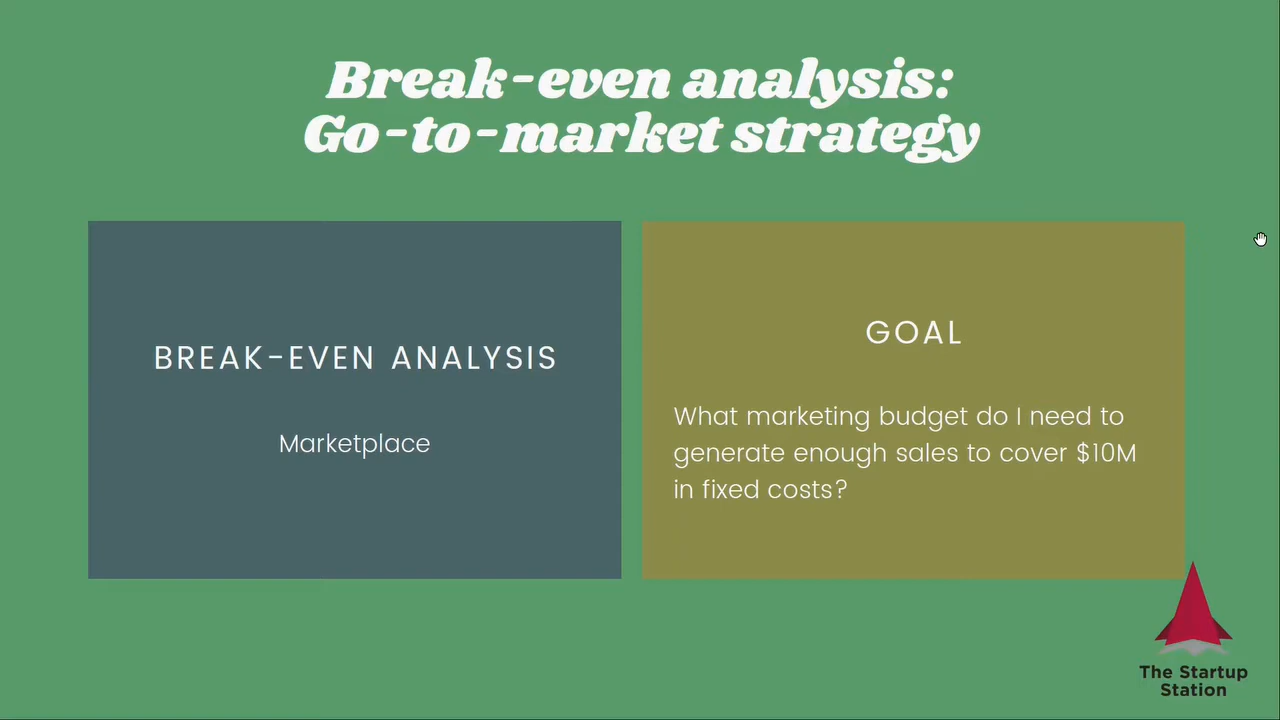 Break-even analysis:
Go-to-market strategy
BREAK-EVEN ANALYSIS
Marketplace
GOAL
What marketing budget do I need to
generate enough sales to cover $10M
in fixed costs?
The Startup
Station